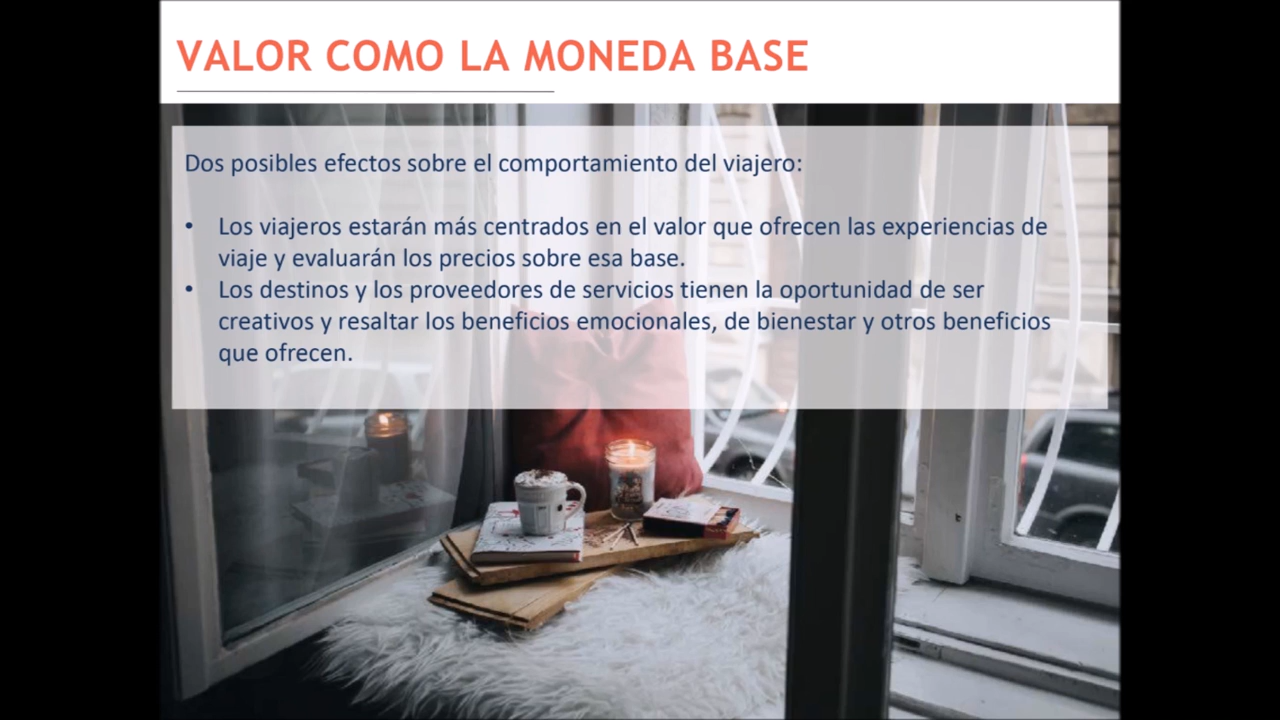 VALOR COMO LA MONEDA BASE
Dos posibles efectos sobre el comportamiento del viajero:
• Los viajeros estarán más centrados en el valor que ofrecen las experiencias de
viaje y evaluarán los precios sobre esa base.
• Los destinos y los proveedores de servicios tienen la oportunidad de ser
creativos y resaltar los beneficios emocionales, de bienestar y otros beneficios
que ofrecen.